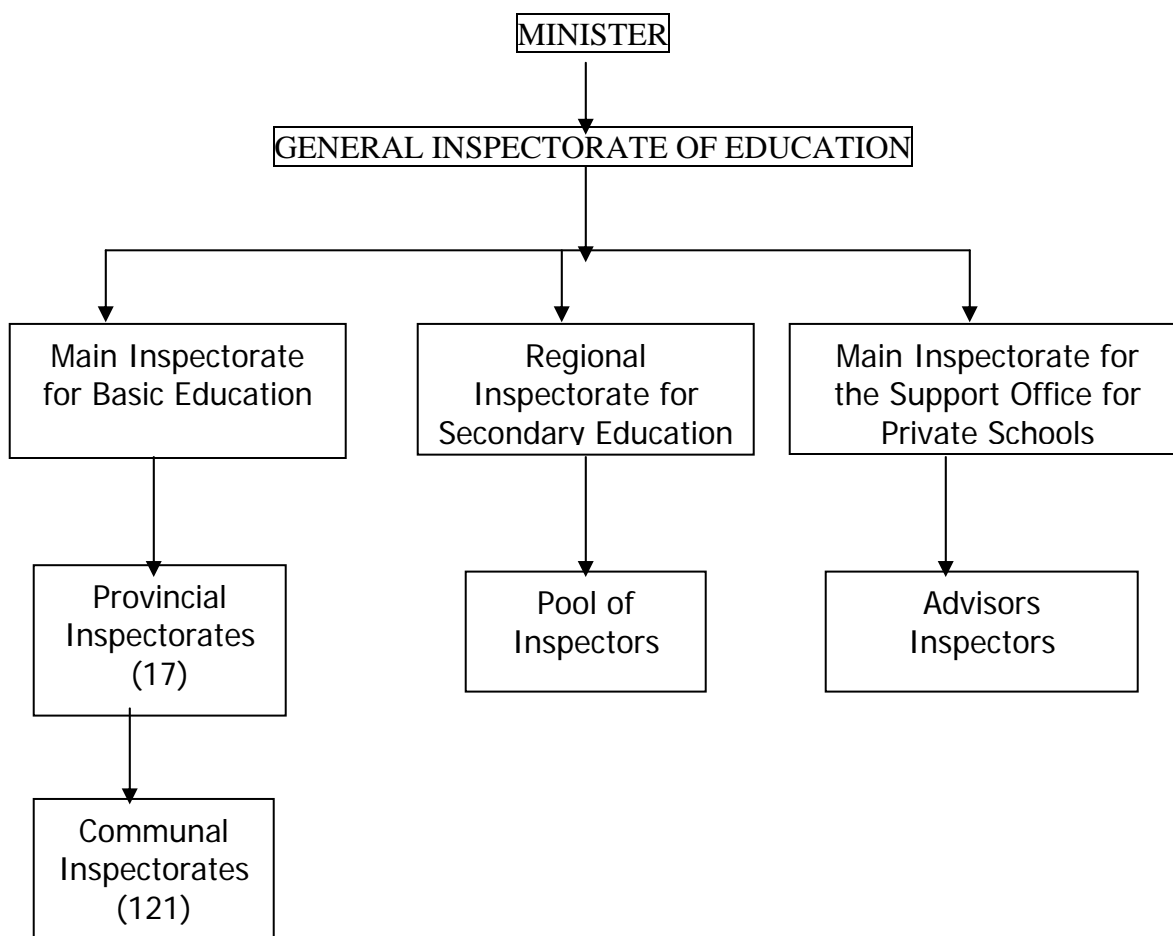 MINISTER
GENERAL INSPECTORATE OF EDUCATION
Main Inspectorate
for Basic Education
Regional
Inspectorate for
Secondary Education
Main Inspectorate for
the Support Office for
Private Schools
Provincial
Inspectorates
(17)
Pool of
Inspectors
Advisors
Inspectors
Communal
Inspectorates
(121)